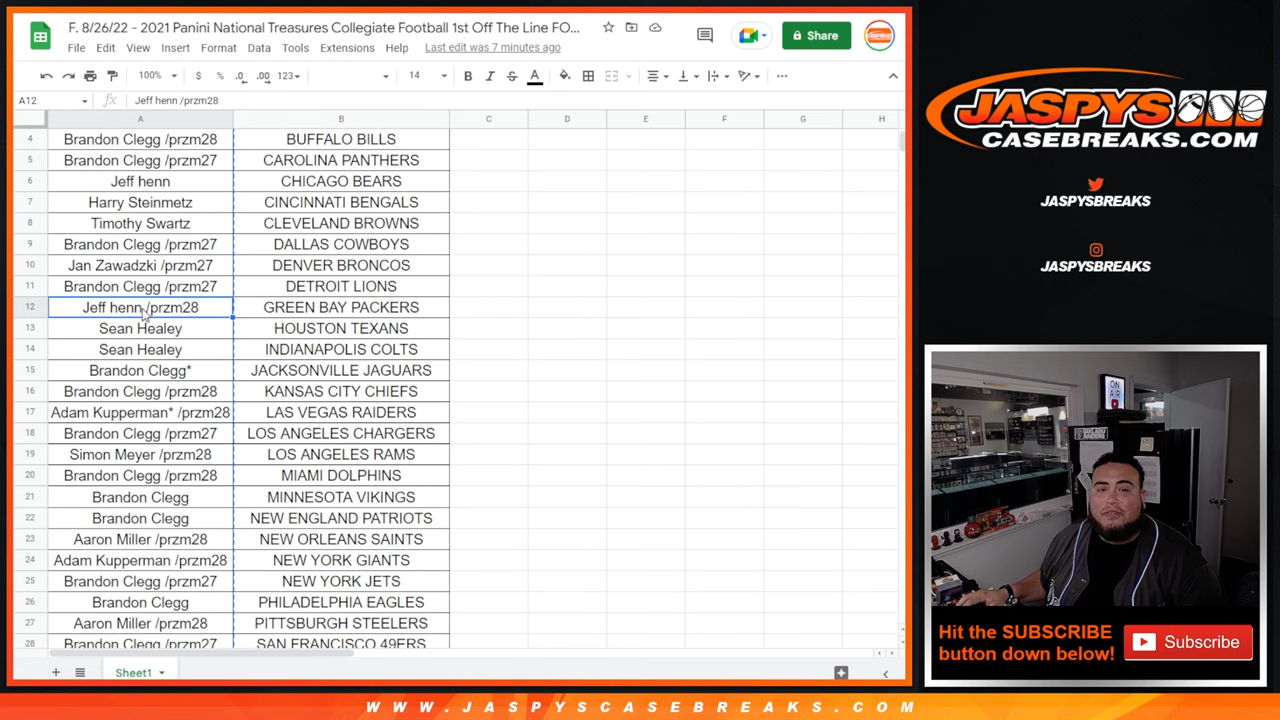 F. 8/26/22 - 2021 Panini National Treasures Collegiate Football 1st Off The Line FO...
File Edit View Insert Format Data Tools Extensions Help Last edit was 7 minutes ago
Share
100% $ % .0 .00 123 14 B I S A
A12 fx Jeff henn /przm28
A B C D E F G H
4 Brandon Clegg /przm28 BUFFALO BILLS
5 Brandon Clegg /przm27 CAROLINA PANTHERS
6 Jeff henn CHICAGO BEARS
7 Harry Steinmetz CINCINNATI BENGALS
8 Timothy Swartz CLEVELAND BROWNS
9 Brandon Clegg /przm27 DALLAS COWBOYS
10 Jan Zawadzki /przm27 DENVER BRONCOS
11 Brandon Clegg /przm27 DETROIT LIONS
12 Jeff henn /przm28 GREEN BAY PACKERS
13 Sean Healey HOUSTON TEXANS
14 Sean Healey INDIANAPOLIS COLTS
15 Brandon Clegg* JACKSONVILLE JAGUARS
16 Brandon Clegg /przm28 KANSAS CITY CHIEFS
17 Adam Kupperman* /przm28 LAS VEGAS RAIDERS
18 Brandon Clegg /przm27 LOS ANGELES CHARGERS
19 Simon Meyer /przm28 LOS ANGELES RAMS
20 Brandon Clegg /przm28 MIAMI DOLPHINS
21 Brandon Clegg MINNESOTA VIKINGS
22 Brandon Clegg NEW ENGLAND PATRIOTS
23 Aaron Miller /przm28 NEW ORLEANS SAINTS
24 Adam Kupperman /przm28 NEW YORK GIANTS
25 Brandon Clegg /przm27 NEW YORK JETS
26 Brandon Clegg PHILADELPHIA EAGLES
27 Aaron Miller /przm28 PITTSBURGH STEELERS
28 Brandon Clegg /przm27 SAN FRANCISCO 49ERS
Sheet1
JASPYS
CASEBREAKS.COM
JASPYSBREAKS
JASPYSBREAKS
ON AIR
Hit the SUBSCRIBE
button down below!
Subscribe
WWW.JASPYSCASEBREAKS.COM